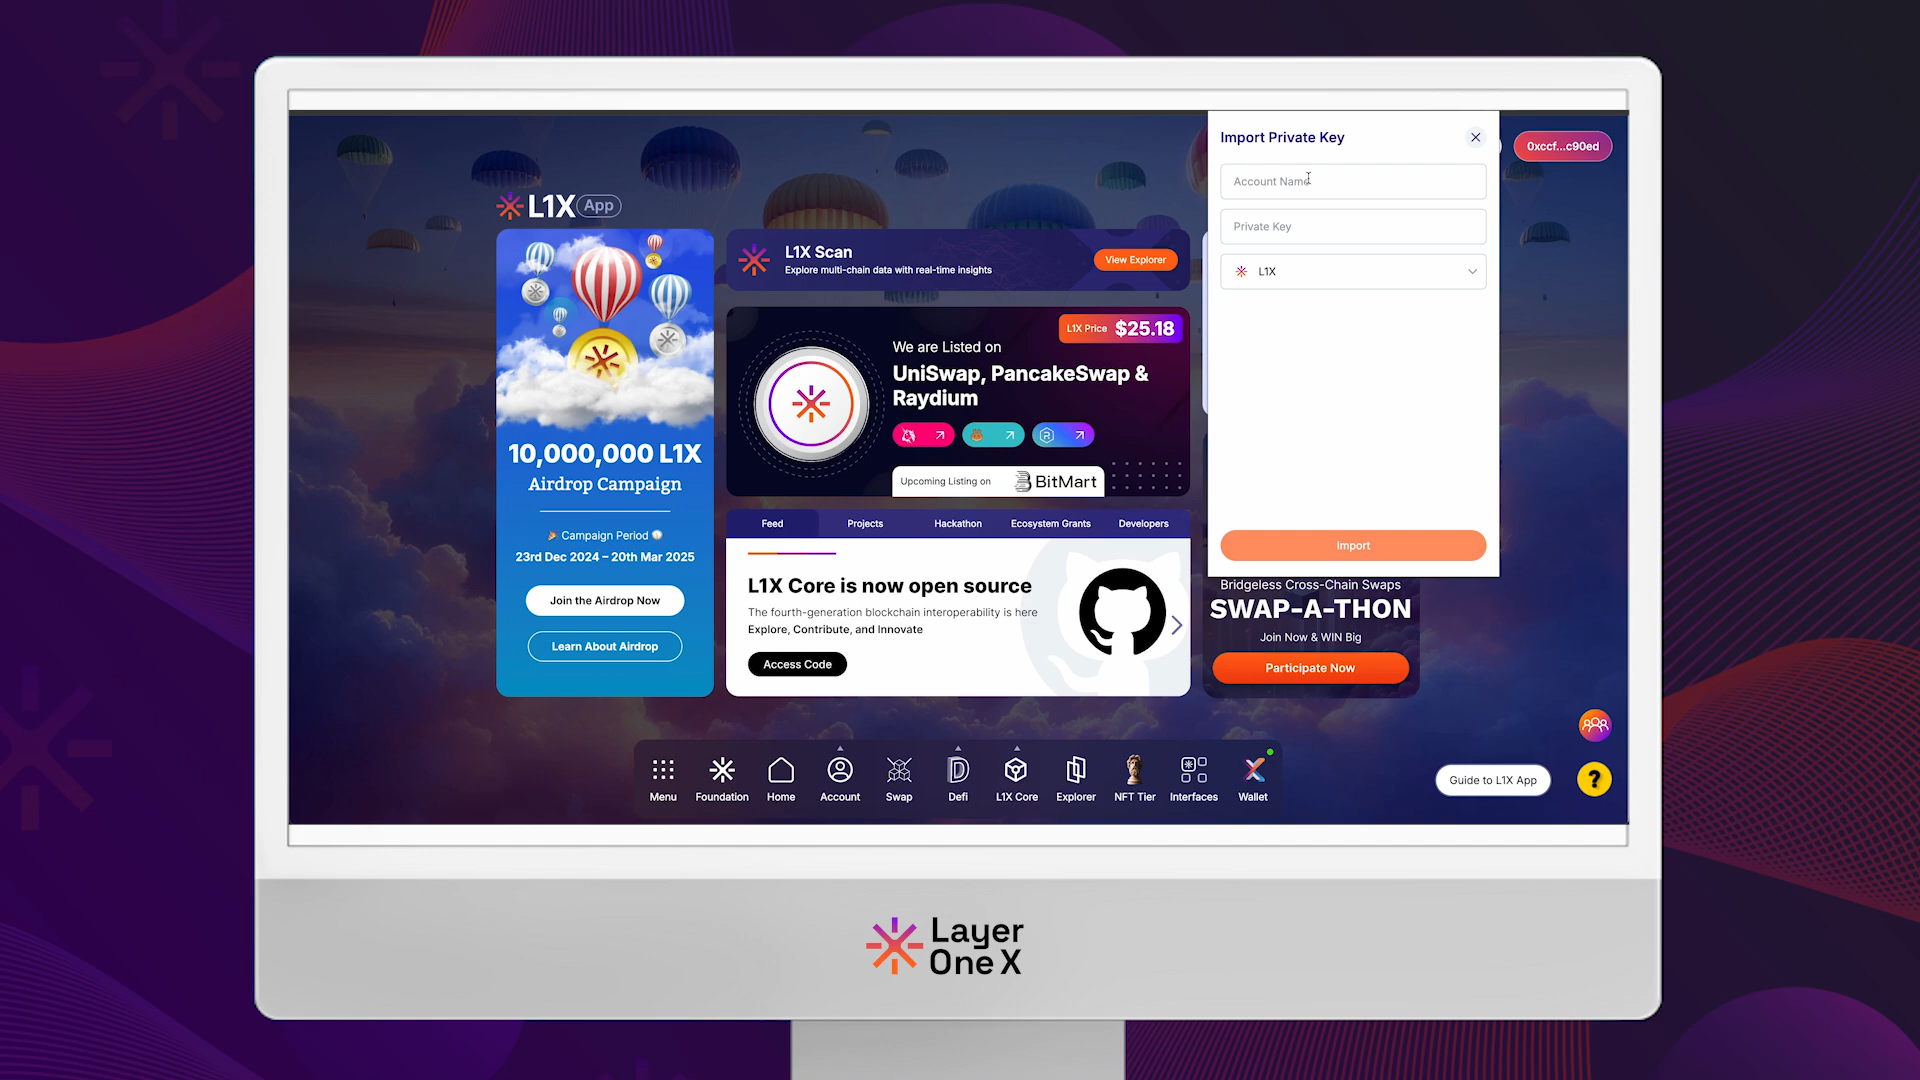 Import Private Key
0xccf...c90ed
Account Name
Private Key
L1X
Import
L1X App
10,000,000 L1X
Airdrop Campaign
Campaign Period
23rd Dec 2024 – 20th Mar 2025
Join the Airdrop Now
Learn About Airdrop
L1X Scan
Explore multi-chain data with real-time insights
View Explorer
L1X Price $25.18
We are Listed on
UniSwap, PancakeSwap &
Raydium
Upcoming Listing on BitMart
Feed Projects Hackathon Ecosystem Grants Developers
L1X Core is now open source
The fourth-generation blockchain interoperability is here
Explore, Contribute, and Innovate
Access Code
Bridgeless Cross-Chain Swaps
SWAP-A-THON
Join Now & WIN Big
Participate Now
Menu Foundation Home Account Swap Defi L1X Core Explorer NFT Tier Interfaces Wallet
Guide to L1X App
?
Layer
One X